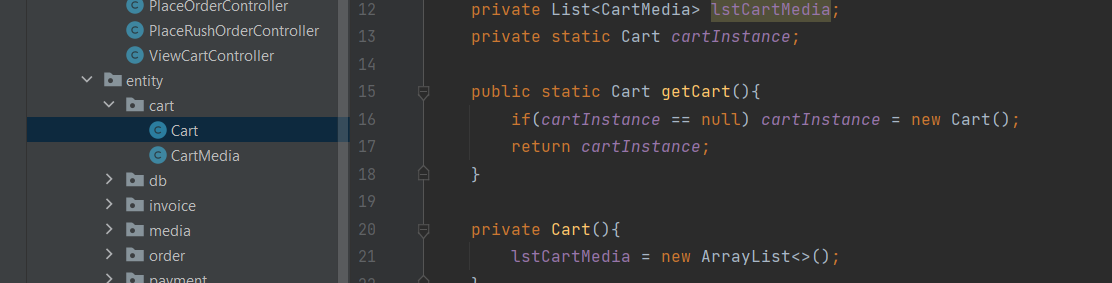 PlaceOrderController
PlaceRushOrderController
ViewCartController
entity
cart
Cart
CartMedia
db
invoice
media
order
payment
12 private List<CartMedia> lstCartMedia;
13 private static Cart cartInstance;
14
15 public static Cart getCart(){
16 if(cartInstance == null) cartInstance = new Cart();
17 return cartInstance;
18 }
19
20 private Cart(){
21 lstCartMedia = new ArrayList<>();
22 }